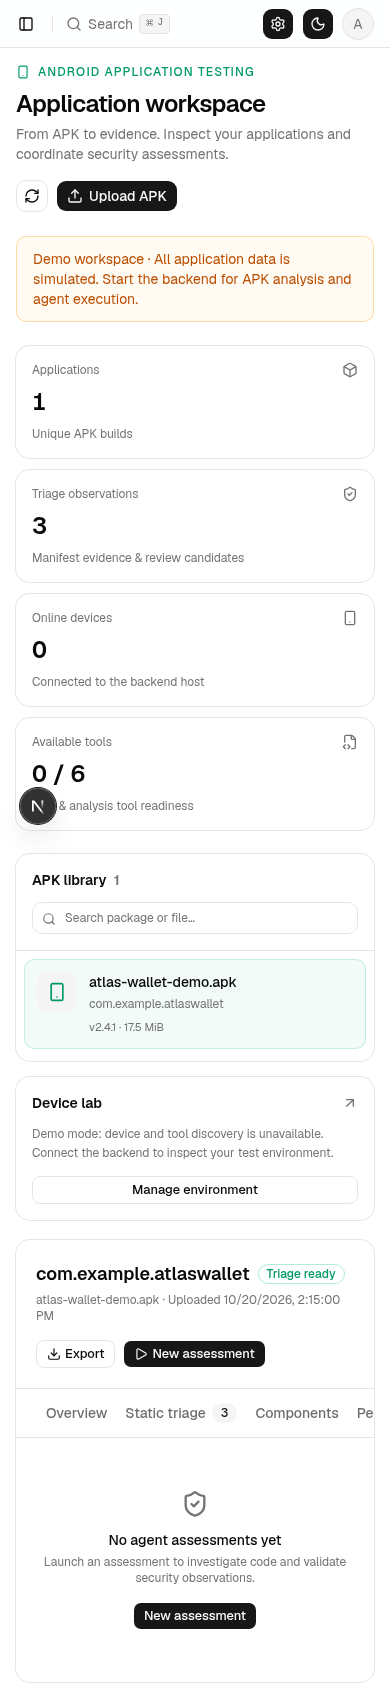 Search ⌘ J
A
ANDROID APPLICATION TESTING
Application workspace
From APK to evidence. Inspect your applications and
coordinate security assessments.
Upload APK
Demo workspace · All application data is
simulated. Start the backend for APK analysis and
agent execution.
Applications
1
Unique APK builds
Triage observations
3
Manifest evidence & review candidates
Online devices
0
Connected to the backend host
Available tools
0 / 6
N
& analysis tool readiness
APK library 1
Search package or file...
atlas-wallet-demo.apk
com.example.atlaswallet
v2.4.1 · 17.5 MiB
Device lab
Demo mode: device and tool discovery is unavailable.
Connect the backend to inspect your test environment.
Manage environment
com.example.atlaswallet Triage ready
atlas-wallet-demo.apk · Uploaded 10/20/2026, 2:15:00
PM
Export New assessment
Overview Static triage 3 Components Pe
No agent assessments yet
Launch an assessment to investigate code and validate
security observations.
New assessment